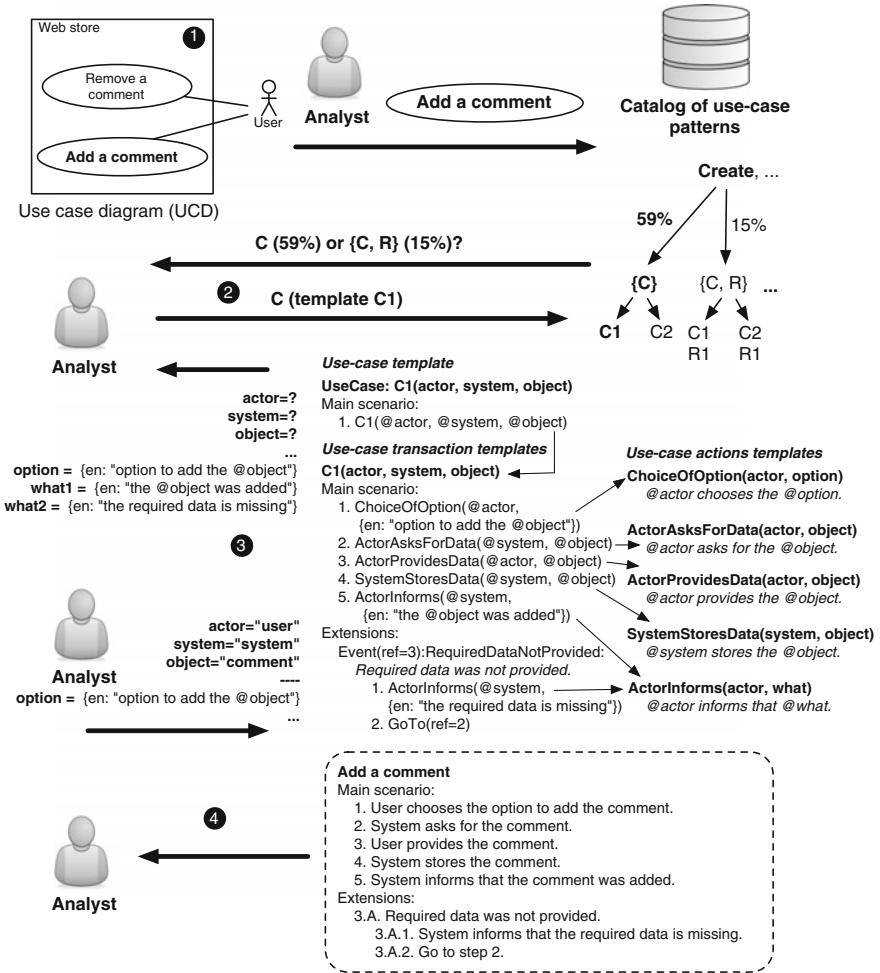 Web store
1
Remove a
comment
Add a comment
User
Use case diagram (UCD)
Analyst
Add a comment
Catalog of use-case
patterns
Create, ...
59%
15%
{C}
{C, R}
...
C1
C2
C1
R1
C2
R1
C (59%) or {C, R} (15%)?
2
C (template C1)
Analyst
actor=?
system=?
object=?
...
option = {en: "option to add the @object"}
what1 = {en: "the @object was added"}
what2 = {en: "the required data is missing"}
Use-case template
UseCase: C1(actor, system, object)
Main scenario:
1. C1(@actor, @system, @object)
Use-case transaction templates
C1(actor, system, object)
Main scenario:
1. ChoiceOfOption(@actor,
{en: "option to add the @object"})
2. ActorAsksForData(@system, @object)
3. ActorProvidesData(@actor, @object)
4. SystemStoresData(@system, @object)
5. ActorInforms(@system,
{en: "the @object was added"})
Extensions:
Event(ref=3):RequiredDataNotProvided:
Required data was not provided.
1. ActorInforms(@system,
{en: "the required data is missing"})
2. GoTo(ref=2)
Use-case actions templates
ChoiceOfOption(actor, option)
@actor chooses the @option.
ActorAsksForData(actor, object)
@actor asks for the @object.
ActorProvidesData(actor, object)
@actor provides the @object.
SystemStoresData(system, object)
@system stores the @object.
ActorInforms(actor, what)
@actor informs that @what.
3
Analyst
actor="user"
system="system"
object="comment"
----
option = {en: "option to add the @object"}
...
4
Analyst
Add a comment
Main scenario:
1. User chooses the option to add the comment.
2. System asks for the comment.
3. User provides the comment.
4. System stores the comment.
5. System informs that the comment was added.
Extensions:
3.A. Required data was not provided.
3.A.1. System informs that the required data is missing.
3.A.2. Go to step 2.